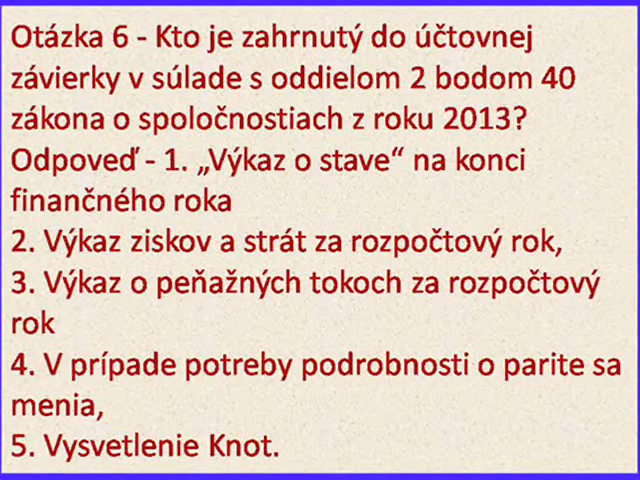 Otázka 6 - Kto je zahrnutý do účtovnej
závierky v súlade s oddielom 2 bodom 40
zákona o spoločnostiach z roku 2013?
Odpoveď - 1. „Výkaz o stave“ na konci
finančného roka
2. Výkaz ziskov a strát za rozpočtový rok,
3. Výkaz o peňažných tokoch za rozpočtový
rok
4. V prípade potreby podrobnosti o parite sa
menia,
5. Vysvetlenie Knot.